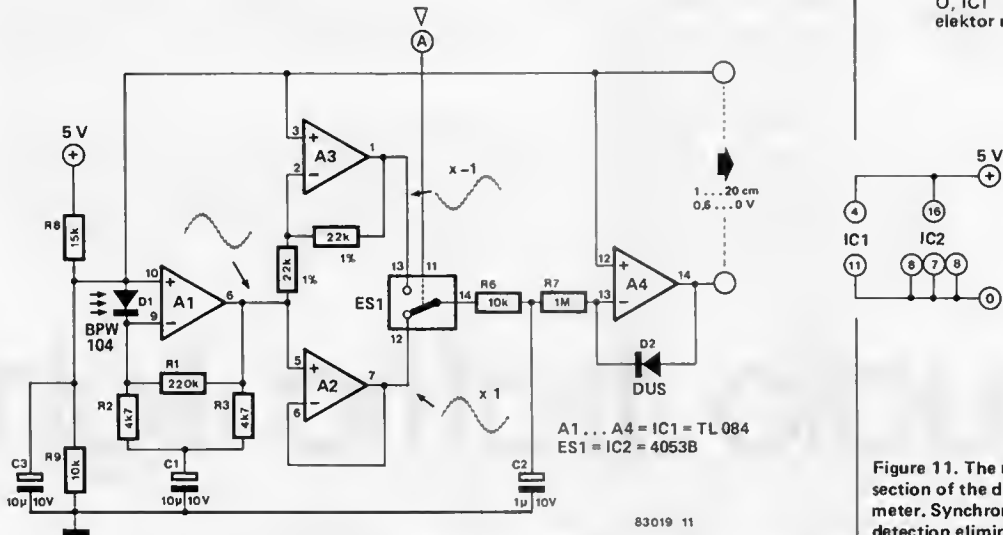 O, IC1
elektor
A
5 V
+
R8
15k
10
+
A1
6
9
−
D1
BPW
104
R1
220k
R2
4k7
R3
4k7
C3
10µ 10V
R9
10k
C1
10µ 10V
3
+
A3
1
2
−
22k
1%
22k
1%
5
+
A2
7
6
−
x −1
13
11
ES1
14
12
x 1
R6
10k
R7
1M
C2
1µ 10V
12
+
A4
14
13
−
D2
DUS
1 ... 20 cm
0,6 ... 0 V
A1 ... A4 = IC1 = TL 084
ES1 = IC2 = 4053B
83019 11
5 V
+
4
16
IC1
IC2
11
6
7
8
0
Figure 11. The
section of the d
meter. Synchron
detection elimin